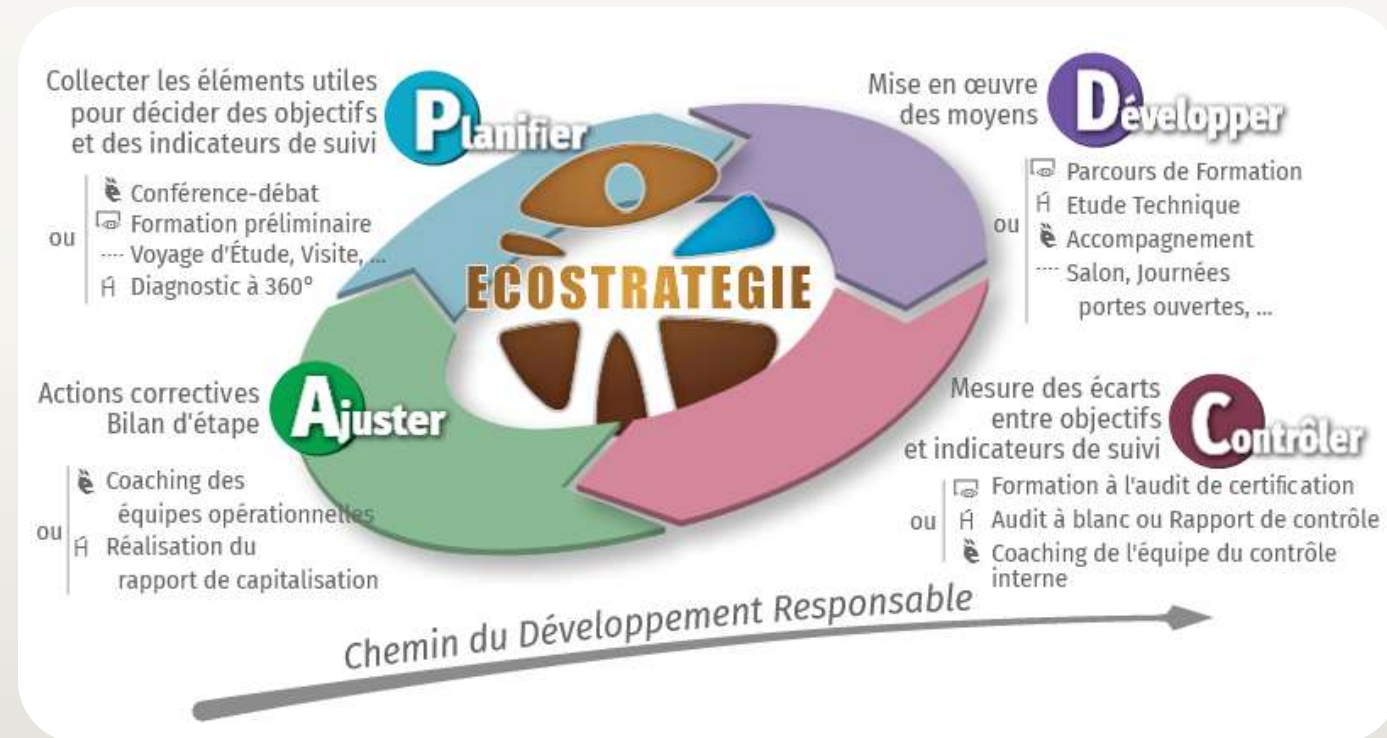 Collecter les éléments utiles
pour décider des objectifs
et des indicateurs de suivi
Planifier
ou
Conférence-débat
Formation préliminaire
Voyage d'Étude, Visite, ...
Diagnostic à 360°
Mise en œuvre
des moyens
Développer
ou
Parcours de Formation
Etude Technique
Accompagnement
Salon, Journées
portes ouvertes, ...
ECOSTRATEGIE
Actions correctives
Bilan d'étape
Ajuster
ou
Coaching des
équipes opérationnelles
Réalisation du
rapport de capitalisation
Mesure des écarts
entre objectifs
et indicateurs de suivi
Contrôler
ou
Formation à l'audit de certification
Audit à blanc ou Rapport de contrôle
Coaching de l'équipe du contrôle
interne
Chemin du Développement Responsable